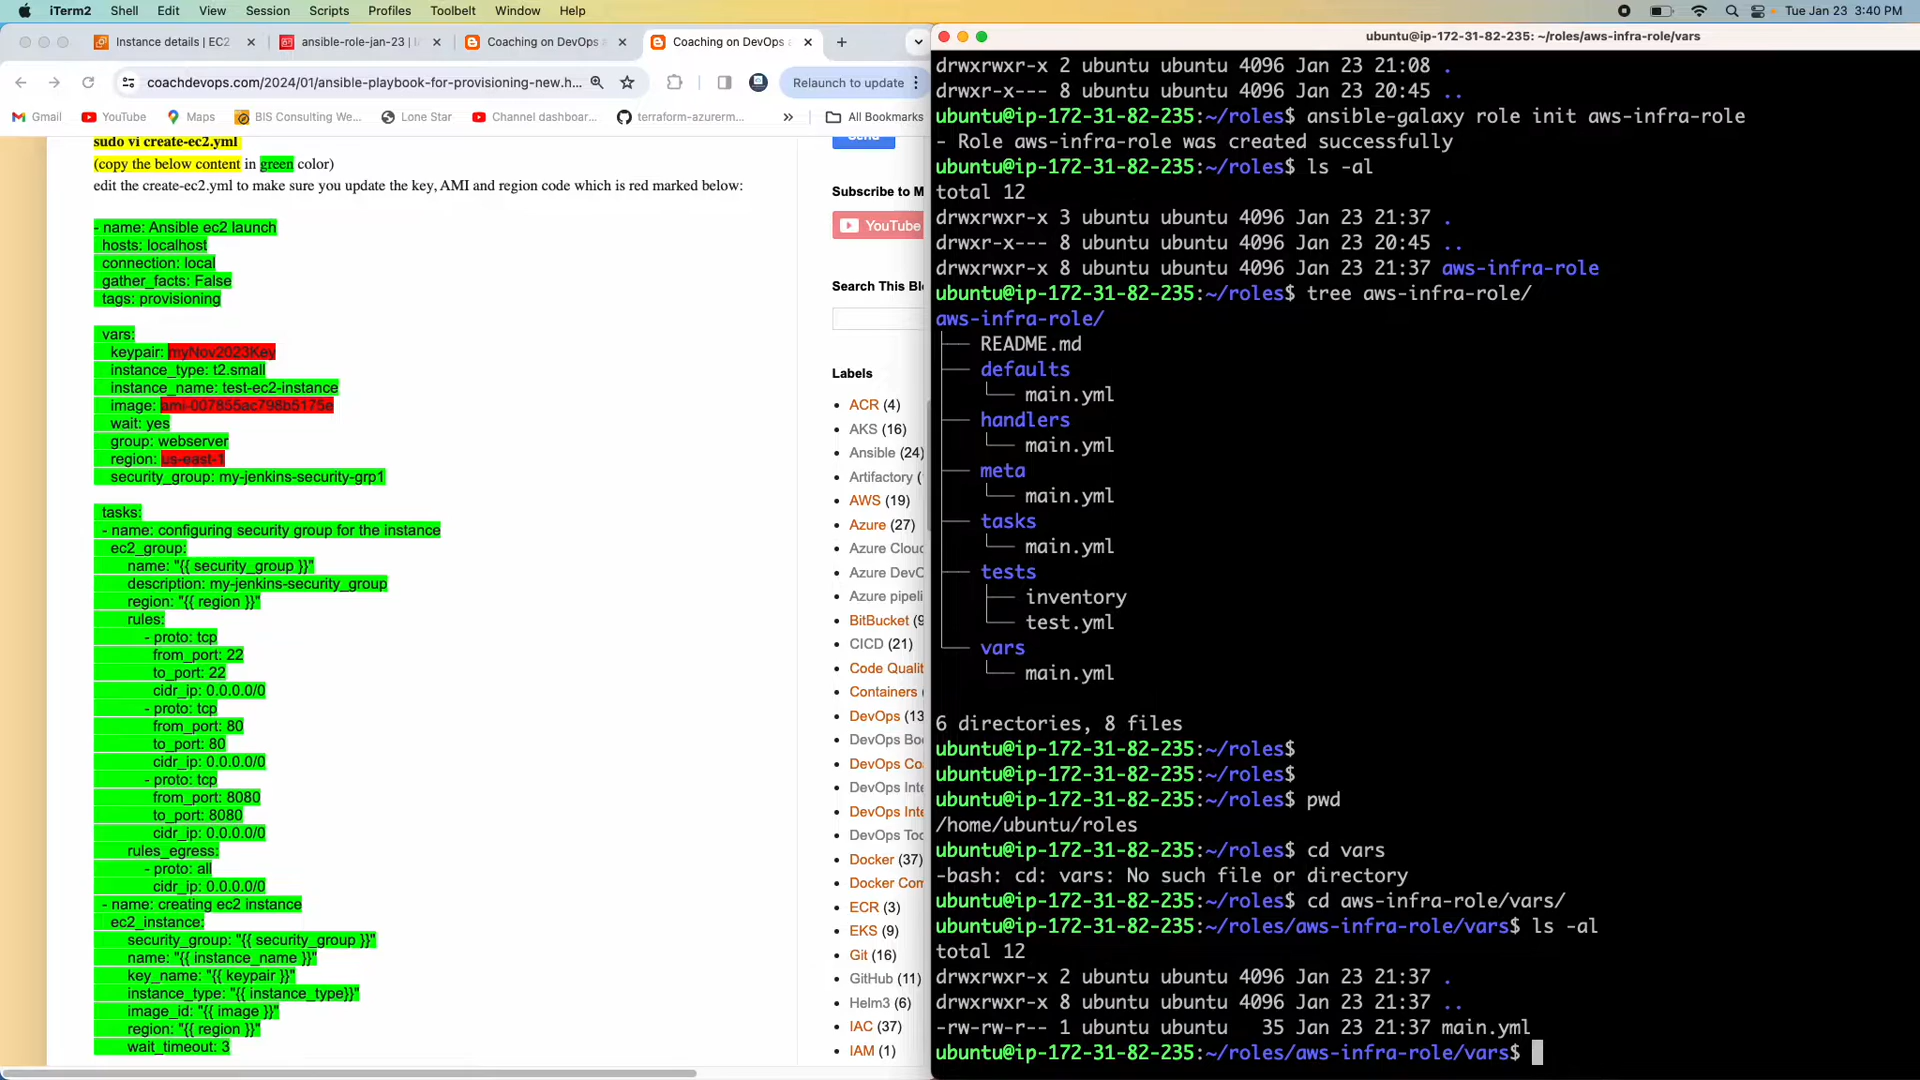 iTerm2 Shell Edit View Session Scripts Profiles Toolbelt Window Help
Tue Jan 23 3:40 PM
Instance details | EC2
ansible-role-jan-23 | I
Coaching on DevOps a
Coaching on DevOps a
coachdevops.com/2024/01/ansible-playbook-for-provisioning-new.h...
Relaunch to update
Gmail YouTube Maps BIS Consulting We... Lone Star Channel dashboar... terraform-azurerm... » All Bookmarks
sudo vi create-ec2.yml
(copy the below content in green color)
edit the create-ec2.yml to make sure you update the key, AMI and region code which is red marked below:
- name: Ansible ec2 launch
hosts: localhost
connection: local
gather_facts: False
tags: provisioning
vars:
keypair: myNov2023Key
instance_type: t2.small
instance_name: test-ec2-instance
image: ami-007855ac798b5175e
wait: yes
group: webserver
region: us-east-1
security_group: my-jenkins-security-grp1
tasks:
- name: configuring security group for the instance
ec2_group:
name: "{{ security_group }}"
description: my-jenkins-security_group
region: "{{ region }}"
rules:
- proto: tcp
from_port: 22
to_port: 22
cidr_ip: 0.0.0.0/0
- proto: tcp
from_port: 80
to_port: 80
cidr_ip: 0.0.0.0/0
- proto: tcp
from_port: 8080
to_port: 8080
cidr_ip: 0.0.0.0/0
rules_egress:
- proto: all
cidr_ip: 0.0.0.0/0
- name: creating ec2 instance
ec2_instance:
security_group: "{{ security_group }}"
name: "{{ instance_name }}"
key_name: "{{ keypair }}"
instance_type: "{{ instance_type}}"
image_id: "{{ image }}"
region: "{{ region }}"
wait_timeout: 3
Send
Subscribe to M
YouTube
Search This Bl
Labels
ACR (4)
AKS (16)
Ansible (24)
Artifactory (
AWS (19)
Azure (27)
Azure Clou
Azure DevO
Azure pipeli
BitBucket (9
CICD (21)
Code Qualit
Containers
DevOps (13
DevOps Bo
DevOps Co
DevOps Inte
DevOps Inte
DevOps Too
Docker (37)
Docker Com
ECR (3)
EKS (9)
Git (16)
GitHub (11)
Helm3 (6)
IAC (37)
IAM (1)
ubuntu@ip-172-31-82-235: ~/roles/aws-infra-role/vars
drwxrwxr-x 2 ubuntu ubuntu 4096 Jan 23 21:08 .
drwxr-x--- 8 ubuntu ubuntu 4096 Jan 23 20:45 ..
ubuntu@ip-172-31-82-235:~/roles$ ansible-galaxy role init aws-infra-role
- Role aws-infra-role was created successfully
ubuntu@ip-172-31-82-235:~/roles$ ls -al
total 12
drwxrwxr-x 3 ubuntu ubuntu 4096 Jan 23 21:37 .
drwxr-x--- 8 ubuntu ubuntu 4096 Jan 23 20:45 ..
drwxrwxr-x 8 ubuntu ubuntu 4096 Jan 23 21:37 aws-infra-role
ubuntu@ip-172-31-82-235:~/roles$ tree aws-infra-role/
aws-infra-role/
├── README.md
├── defaults
│   └── main.yml
├── handlers
│   └── main.yml
├── meta
│   └── main.yml
├── tasks
│   └── main.yml
├── tests
│   ├── inventory
│   └── test.yml
└── vars
    └── main.yml
6 directories, 8 files
ubuntu@ip-172-31-82-235:~/roles$
ubuntu@ip-172-31-82-235:~/roles$
ubuntu@ip-172-31-82-235:~/roles$ pwd
/home/ubuntu/roles
ubuntu@ip-172-31-82-235:~/roles$ cd vars
-bash: cd: vars: No such file or directory
ubuntu@ip-172-31-82-235:~/roles$ cd aws-infra-role/vars/
ubuntu@ip-172-31-82-235:~/roles/aws-infra-role/vars$ ls -al
total 12
drwxrwxr-x 2 ubuntu ubuntu 4096 Jan 23 21:37 .
drwxrwxr-x 8 ubuntu ubuntu 4096 Jan 23 21:37 ..
-rw-rw-r-- 1 ubuntu ubuntu   35 Jan 23 21:37 main.yml
ubuntu@ip-172-31-82-235:~/roles/aws-infra-role/vars$